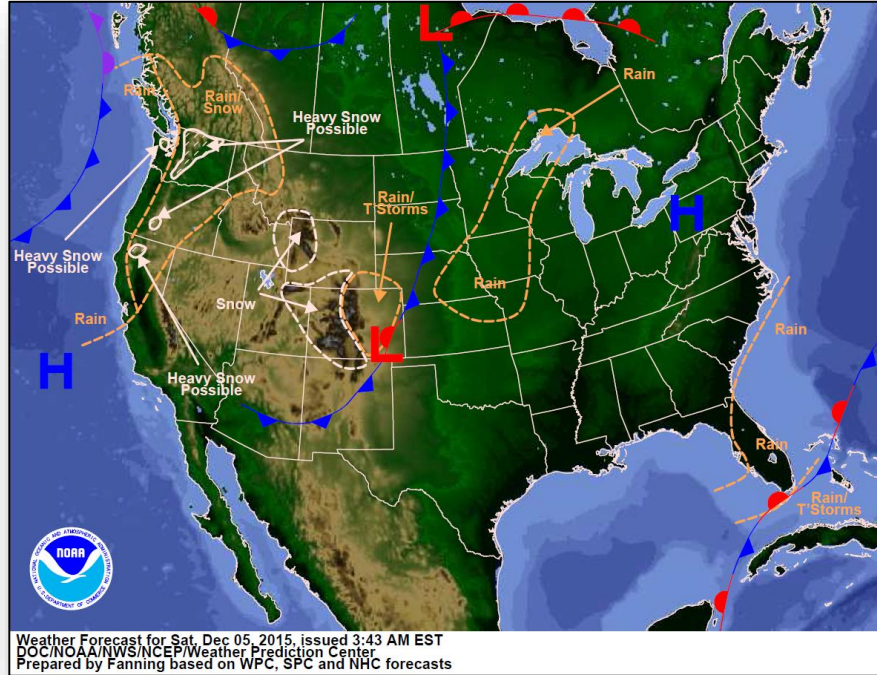 L
Rain
Rain/
Snow
Heavy Snow
Possible
Rain
Rain/
T'Storms
H
Heavy Snow
Possible
Snow
Rain
Rain
L
Rain
H
Heavy Snow
Possible
Rain
Rain/
T'Storms
NATIONAL OCEANIC AND ATMOSPHERIC ADMINISTRATION
NOAA
U.S. DEPARTMENT OF COMMERCE
Weather Forecast for Sat, Dec 05, 2015, issued 3:43 AM EST
DOC/NOAA/NWS/NCEP/Weather Prediction Center
Prepared by Fanning based on WPC, SPC and NHC forecasts